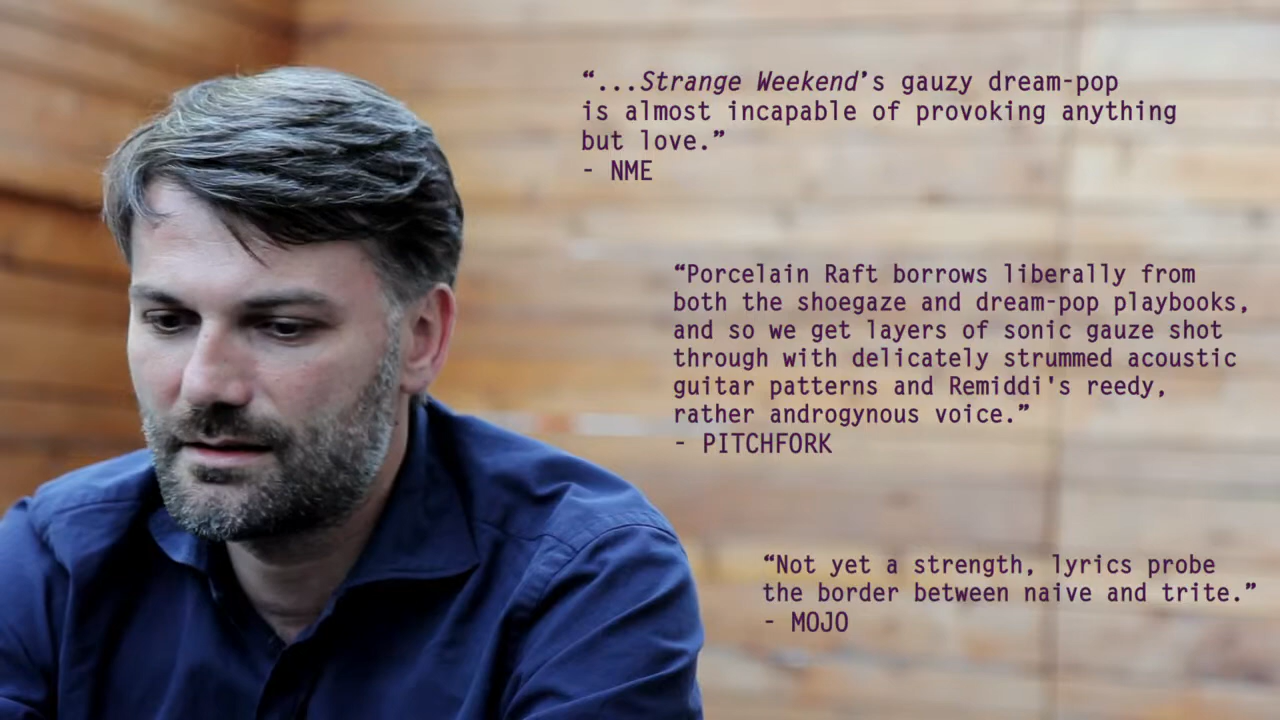 “...Strange Weekend’s gauzy dream-pop
is almost incapable of provoking anything
but love.”
- NME
“Porcelain Raft borrows liberally from
both the shoegaze and dream-pop playbooks,
and so we get layers of sonic gauze shot
through with delicately strummed acoustic
guitar patterns and Remiddi's reedy,
rather androgynous voice.”
- PITCHFORK
“Not yet a strength, lyrics probe
the border between naive and trite.”
- MOJO